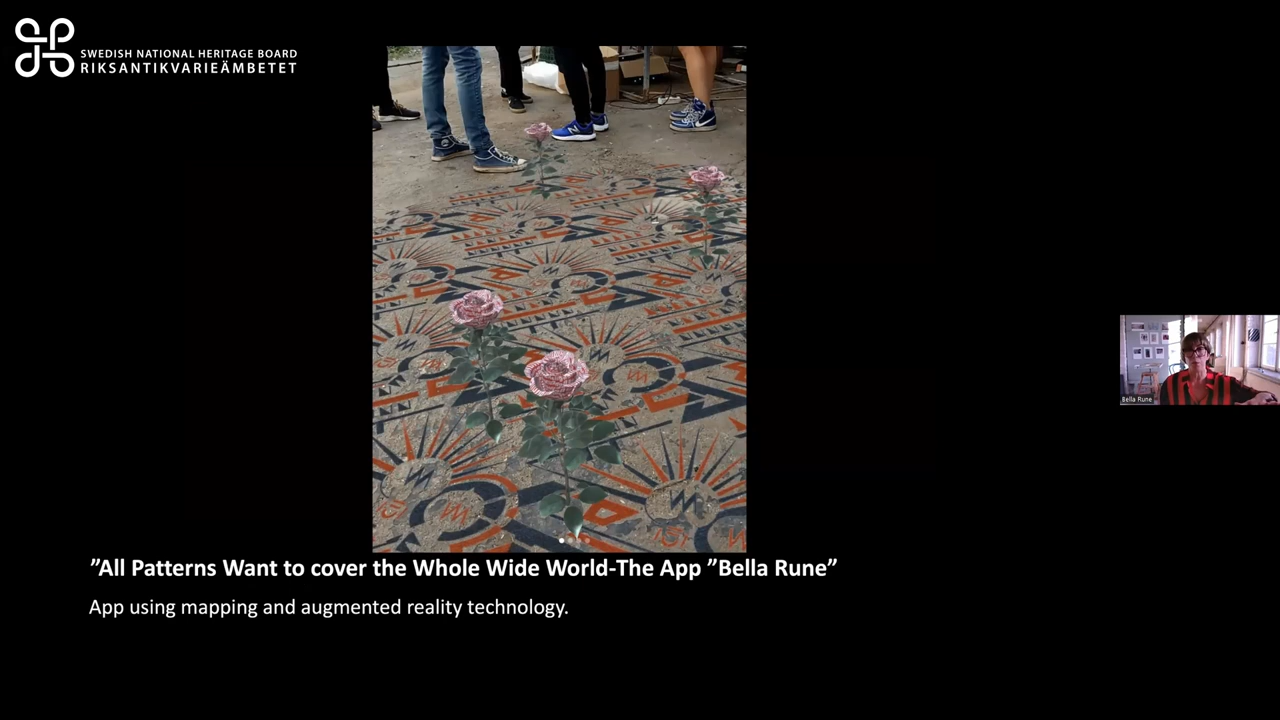 SWEDISH NATIONAL HERITAGE BOARD
RIKSANTIKVARIEÄMBETET
Bella Rune
”All Patterns Want to cover the Whole Wide World-The App ”Bella Rune”
App using mapping and augmented reality technology.